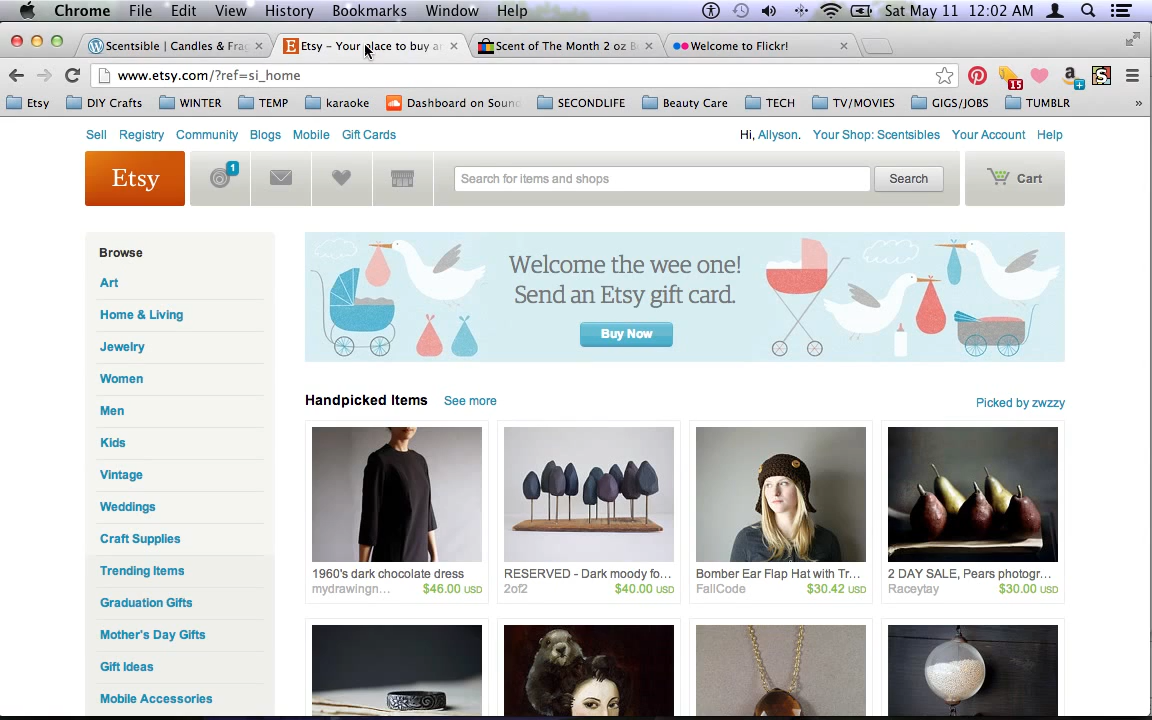 Chrome File Edit View History Bookmarks Window Help Sat May 11 12:02 AM
Scentsible | Candles & Frag Etsy – Your place to buy an Scent of The Month 2 oz B Welcome to Flickr!
www.etsy.com/?ref=si_home 15
Etsy DIY Crafts WINTER TEMP karaoke Dashboard on Sound SECONDLIFE Beauty Care TECH TV/MOVIES GIGS/JOBS TUMBLR »
Sell Registry Community Blogs Mobile Gift Cards Hi, Allyson. Your Shop: Scentsibles Your Account Help
Etsy 1 Search for items and shops Search Cart
Browse
Art
Home & Living
Jewelry
Women
Men
Kids
Vintage
Weddings
Craft Supplies
Trending Items
Graduation Gifts
Mother's Day Gifts
Gift Ideas
Mobile Accessories
Welcome the wee one!
Send an Etsy gift card.
Buy Now
Handpicked Items See more Picked by zwzzy
1960's dark chocolate dress
mydrawingn... $46.00 USD
RESERVED - Dark moody fo...
2of2 $40.00 USD
Bomber Ear Flap Hat with Tr...
FallCode $30.42 USD
2 DAY SALE, Pears photogr...
Raceytay $30.00 USD